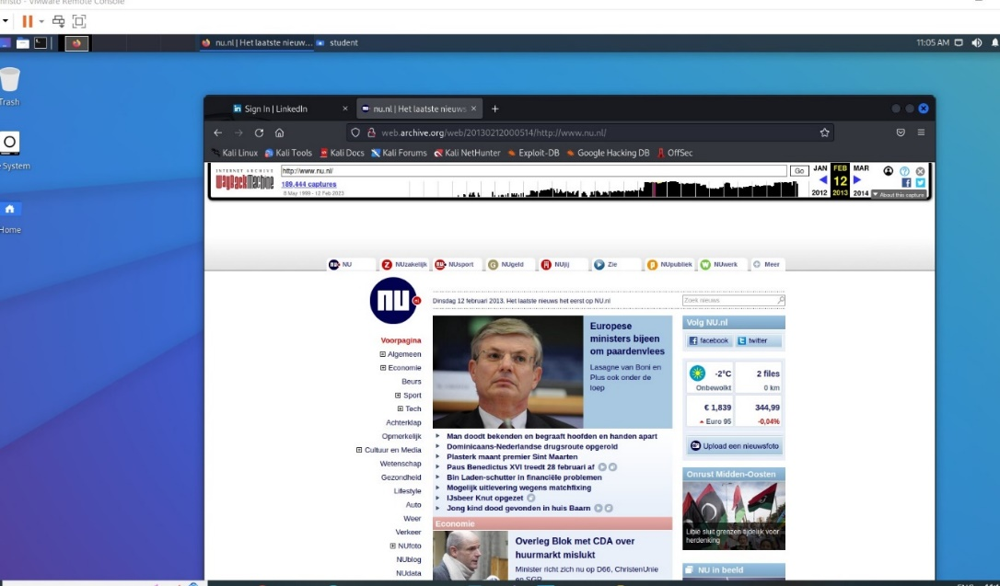 VMware Remote Console
nu.nl | Het laatste nieuw...
student
11:05 AM
Trash
System
Home
Sign In | LinkedIn
nu.nl | Het laatste nieuws
web.archive.org/web/20130212000514/http://www.nu.nl/
Kali Linux Kali Tools Kali Docs Kali Forums Kali NetHunter Exploit-DB Google Hacking DB OffSec
INTERNET ARCHIVE
WayBackMachine
http://www.nu.nl/
Go
JAN FEB MAR
189,444 captures
12
2012 2013 2014
About this capture
NU NUzakelijk NUsport NUgeld NUjij Zie NUpubliek NUwerk Meer
NU
nl
Dinsdag 12 februari 2013. Het laatste nieuws het eerst op NU.nl
Zoek nieuws
Voorpagina
Algemeen
Economie
Beurs
Sport
Tech
Achterklap
Opmerkelijk
Cultuur en Media
Wetenschap
Gezondheid
Lifestyle
Auto
Weer
Verkeer
NUfoto
NUblog
NUdata
Europese
ministers bijeen
om paardenvlees
Lasagne van Boni en
Plus ook onder de
loep
Man doodt bekenden en begraaft hoofden en handen apart
Dominicaans-Nederlandse drugsroute opgerold
Plasterk maant premier Sint Maarten
Paus Benedictus XVI treedt 28 februari af
Bin Laden-schutter in financiële problemen
Mogelijk uitlevering wegens matchfixing
IJsbeer Knut opgezet
Jong kind dood gevonden in huis Baarn
Economie
Overleg Blok met CDA over
huurmarkt mislukt
Minister richt zich nu op D66, ChristenUnie
en SGP
Volg NU.nl
facebook
twitter
-2°C
Onbewolkt
2 files
0 km
€ 1,839
Euro 95
344,99
-0,04%
Upload een nieuwsfoto
Onrust Midden-Oosten
Libië sluit grenzen tijdelijk voor
herdenking
NU in beeld